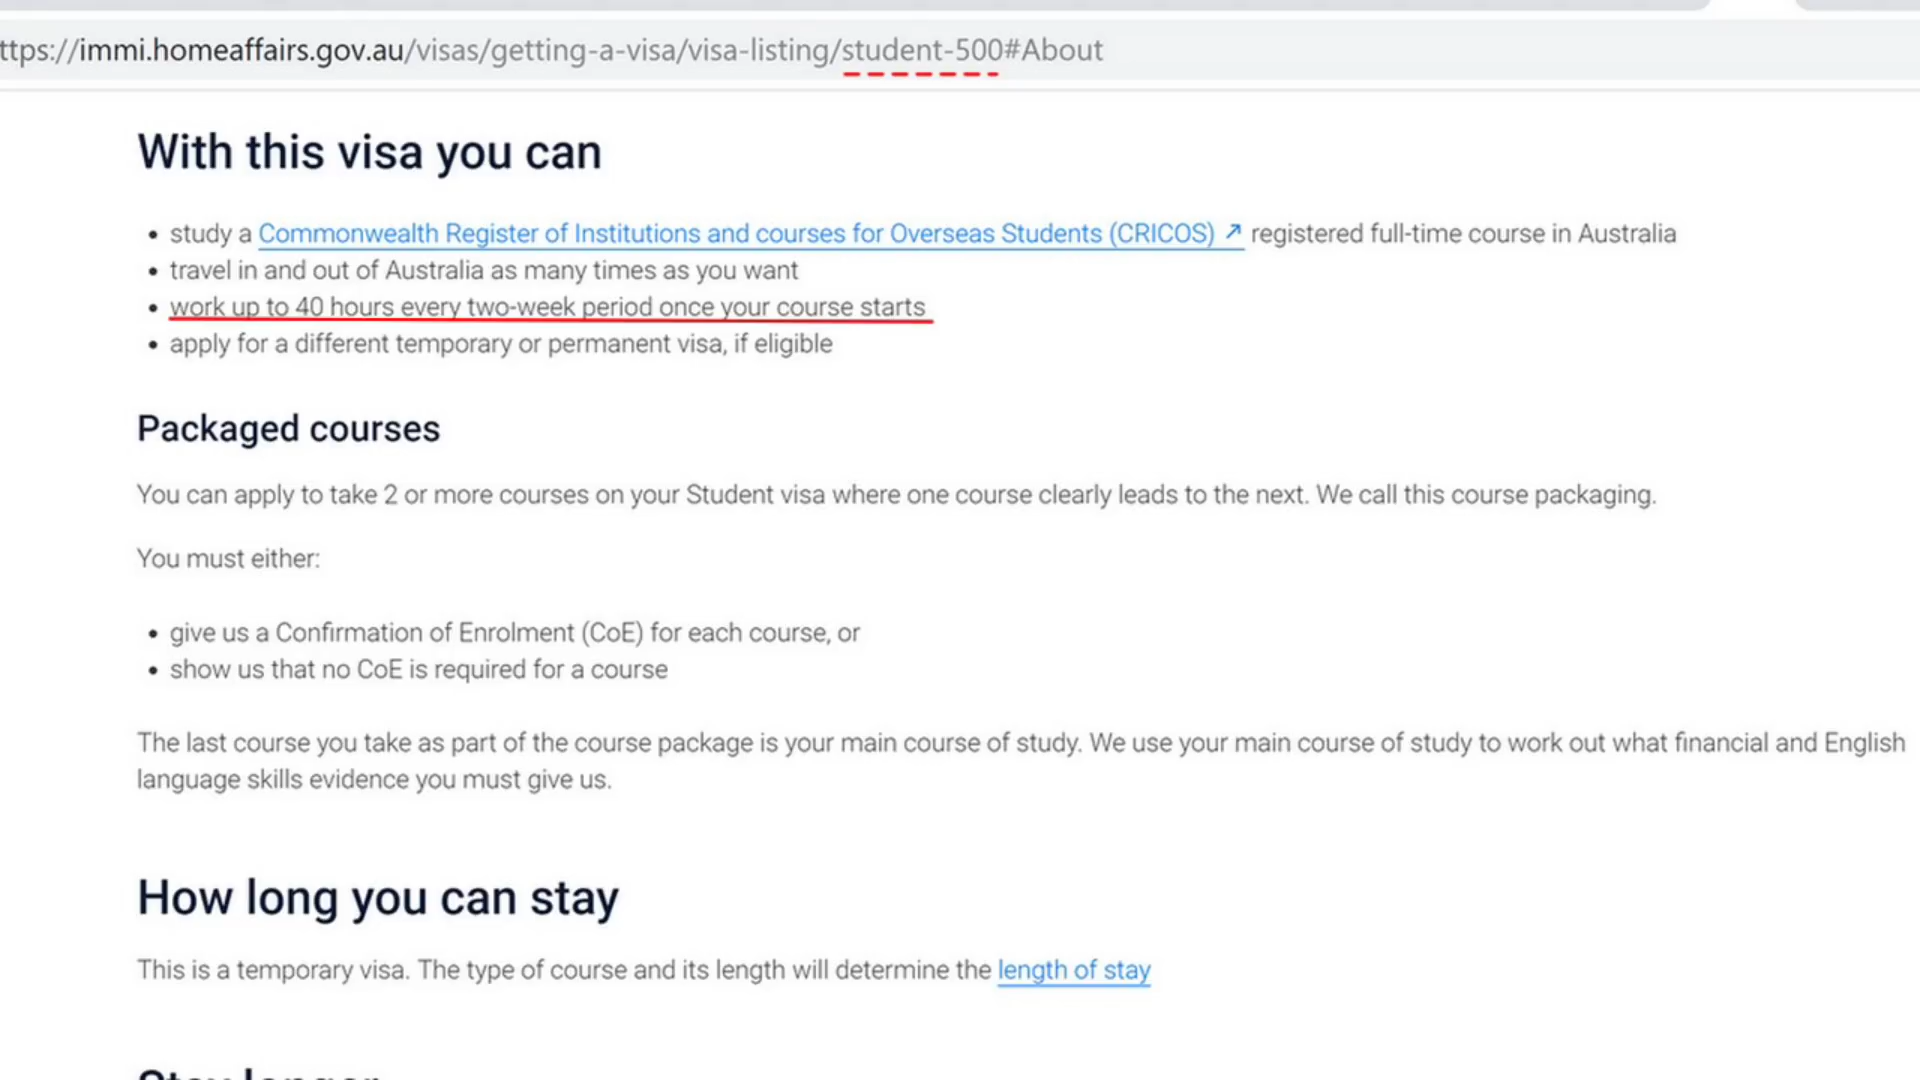 ttps://immi.homeaffairs.gov.au/visas/getting-a-visa/visa-listing/student-500#About
With this visa you can
• study a Commonwealth Register of Institutions and courses for Overseas Students (CRICOS) ↗ registered full-time course in Australia
• travel in and out of Australia as many times as you want
• work up to 40 hours every two-week period once your course starts
• apply for a different temporary or permanent visa, if eligible
Packaged courses
You can apply to take 2 or more courses on your Student visa where one course clearly leads to the next. We call this course packaging.
You must either:
• give us a Confirmation of Enrolment (CoE) for each course, or
• show us that no CoE is required for a course
The last course you take as part of the course package is your main course of study. We use your main course of study to work out what financial and English
language skills evidence you must give us.
How long you can stay
This is a temporary visa. The type of course and its length will determine the length of stay
Stay longer